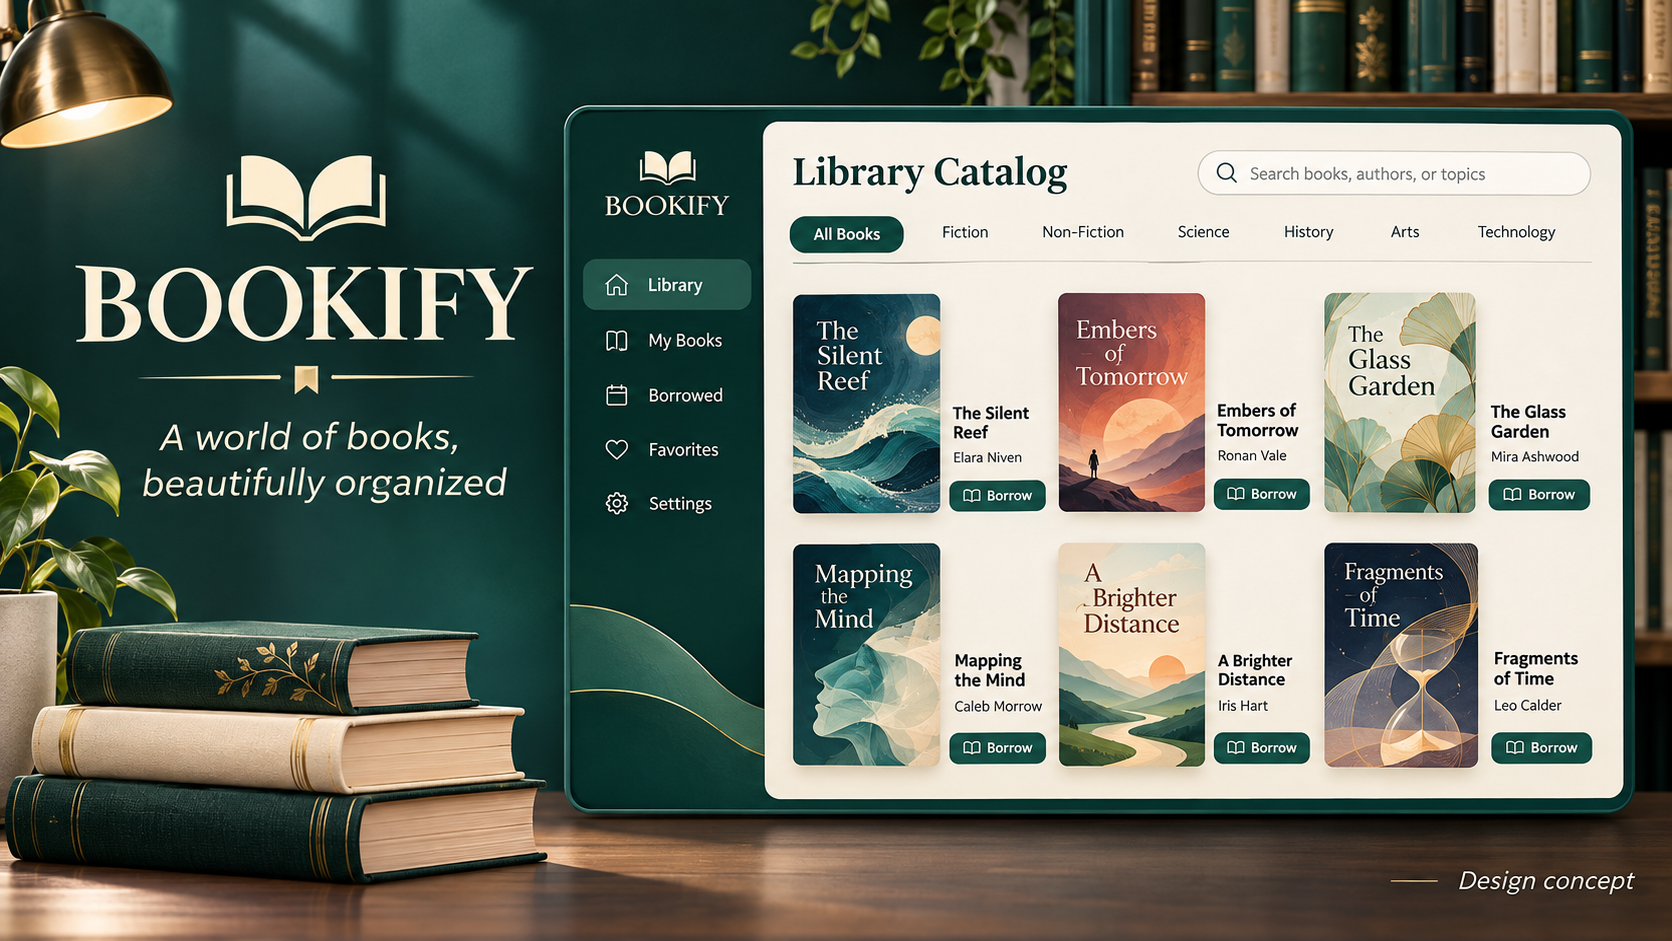 BOOKIFY
A world of books,
beautifully organized
BOOKIFY
Library
My Books
Borrowed
Favorites
Settings
Library Catalog
Search books, authors, or topics
All Books
Fiction
Non-Fiction
Science
History
Arts
Technology
The
Silent
Reef
The Silent
Reef
Elara Niven
Borrow
Embers
of
Tomorrow
Embers of
Tomorrow
Ronan Vale
Borrow
The
Glass
Garden
The Glass
Garden
Mira Ashwood
Borrow
Mapping
the
Mind
Mapping
the Mind
Caleb Morrow
Borrow
A
Brighter
Distance
A Brighter
Distance
Iris Hart
Borrow
Fragments
of
Time
Fragments
of Time
Leo Calder
Borrow
Design concept